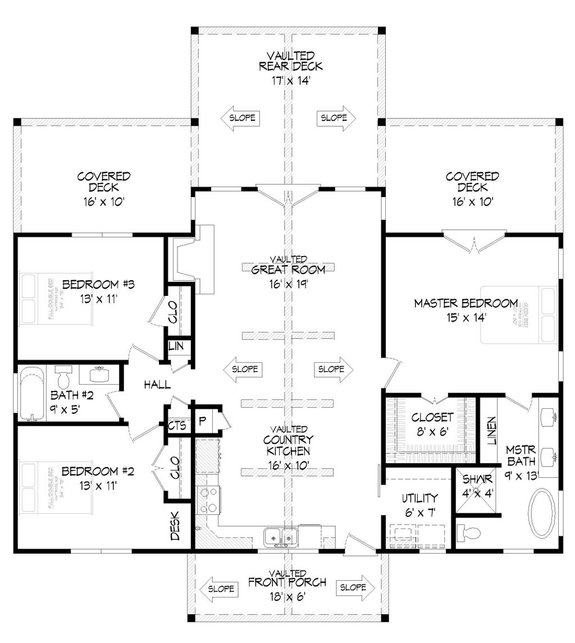 VAULTED
REAR DECK
17' x 14'
SLOPE
SLOPE
COVERED
DECK
16' x 10'
COVERED
DECK
16' x 10'
VAULTED
GREAT ROOM
16' x 19'
BEDROOM #3
13' x 11'
CLO
MASTER BEDROOM
15' x 14'
LIN
SLOPE
SLOPE
HALL
BATH #2
9' x 5'
CTS
P
CLOSET
8' x 6'
LINEN
VAULTED
COUNTRY
KITCHEN
16' x 10'
MSTR
BATH
9' x 13'
BEDROOM #2
13' x 11'
CLO
SHWR
4' x 4'
UTILITY
6' x 7'
DESK
VAULTED
FRONT PORCH
18' x 6'
SLOPE
SLOPE